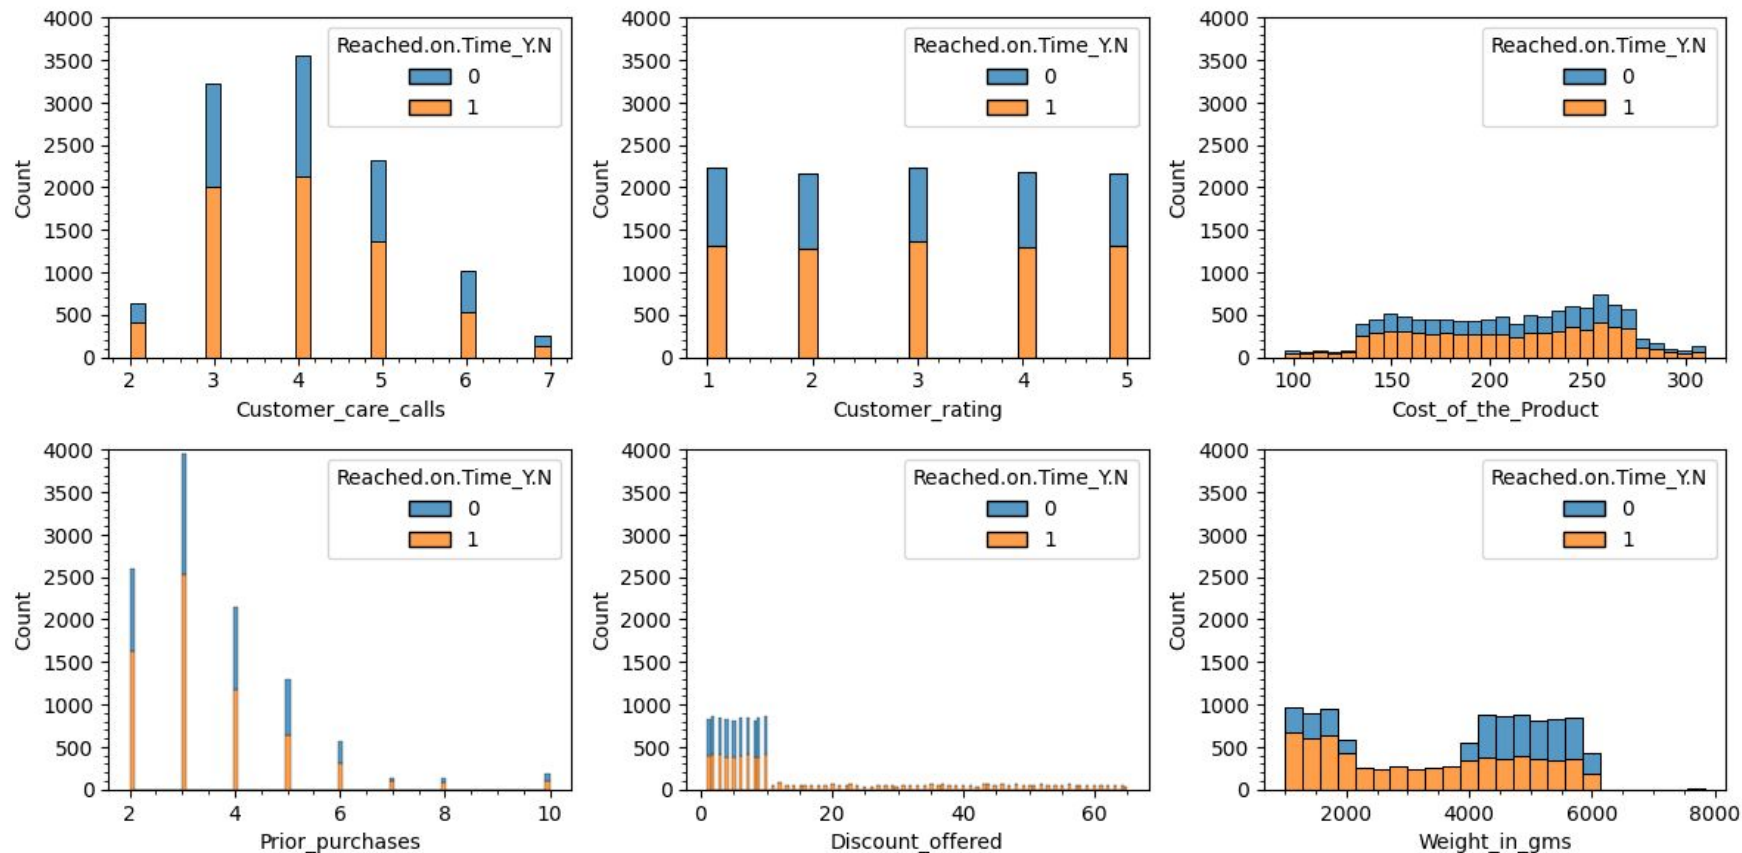 4000
3500
3000
2500
2000
1500
1000
500
0
Count
Reached.on.Time_Y.N
0
1
2 3 4 5 6 7
Customer_care_calls
4000
3500
3000
2500
2000
1500
1000
500
0
Count
Reached.on.Time_Y.N
0
1
1 2 3 4 5
Customer_rating
4000
3500
3000
2500
2000
1500
1000
500
0
Count
Reached.on.Time_Y.N
0
1
100 150 200 250 300
Cost_of_the_Product
4000
3500
3000
2500
2000
1500
1000
500
0
Count
Reached.on.Time_Y.N
0
1
2 4 6 8 10
Prior_purchases
4000
3500
3000
2500
2000
1500
1000
500
0
Count
Reached.on.Time_Y.N
0
1
0 20 40 60
Discount_offered
4000
3500
3000
2500
2000
1500
1000
500
0
Count
Reached.on.Time_Y.N
0
1
2000 4000 6000 8000
Weight_in_gms